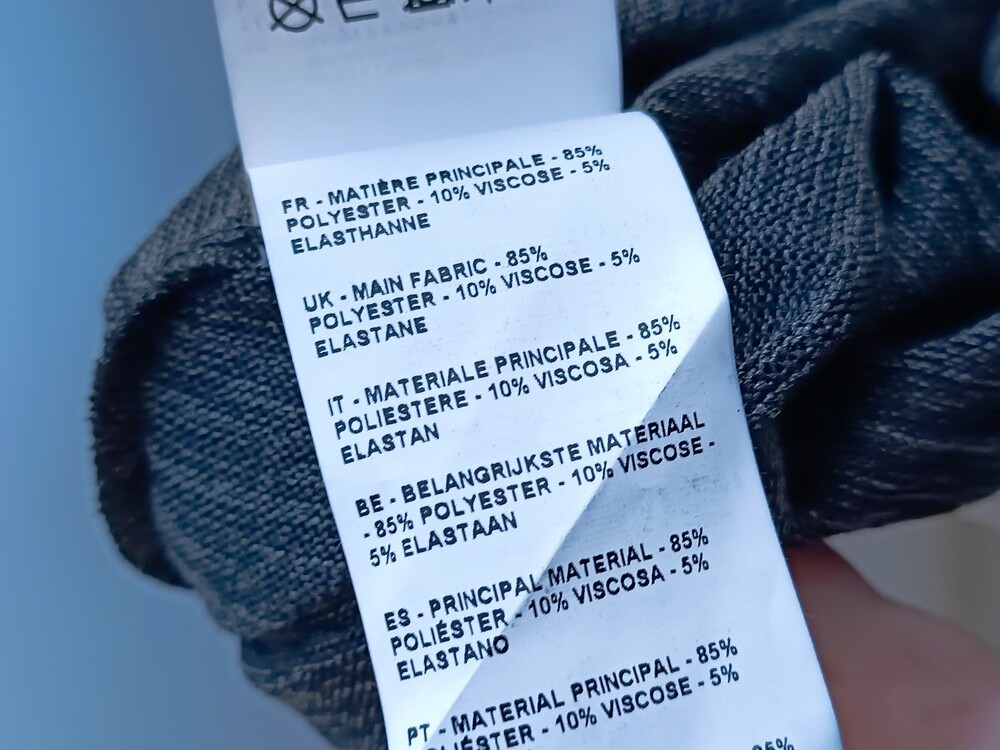 FR - MATIÈRE PRINCIPALE - 85%
POLYESTER - 10% VISCOSE - 5%
ELASTHANNE
UK - MAIN FABRIC - 85%
POLYESTER - 10% VISCOSE - 5%
ELASTANE
IT - MATERIALE PRINCIPALE - 85%
POLIESTERE - 10% VISCOSA - 5%
ELASTAN
BE - BELANGRIJKSTE MATERIAAL
- 85% POLYESTER - 10% VISCOSE -
5% ELASTAAN
ES - PRINCIPAL MATERIAL - 85%
POLIÉSTER - 10% VISCOSA - 5%
ELASTANO
PT - MATERIAL PRINCIPAL - 85%
POLIÉSTER - 10% VISCOSE - 5%
85%